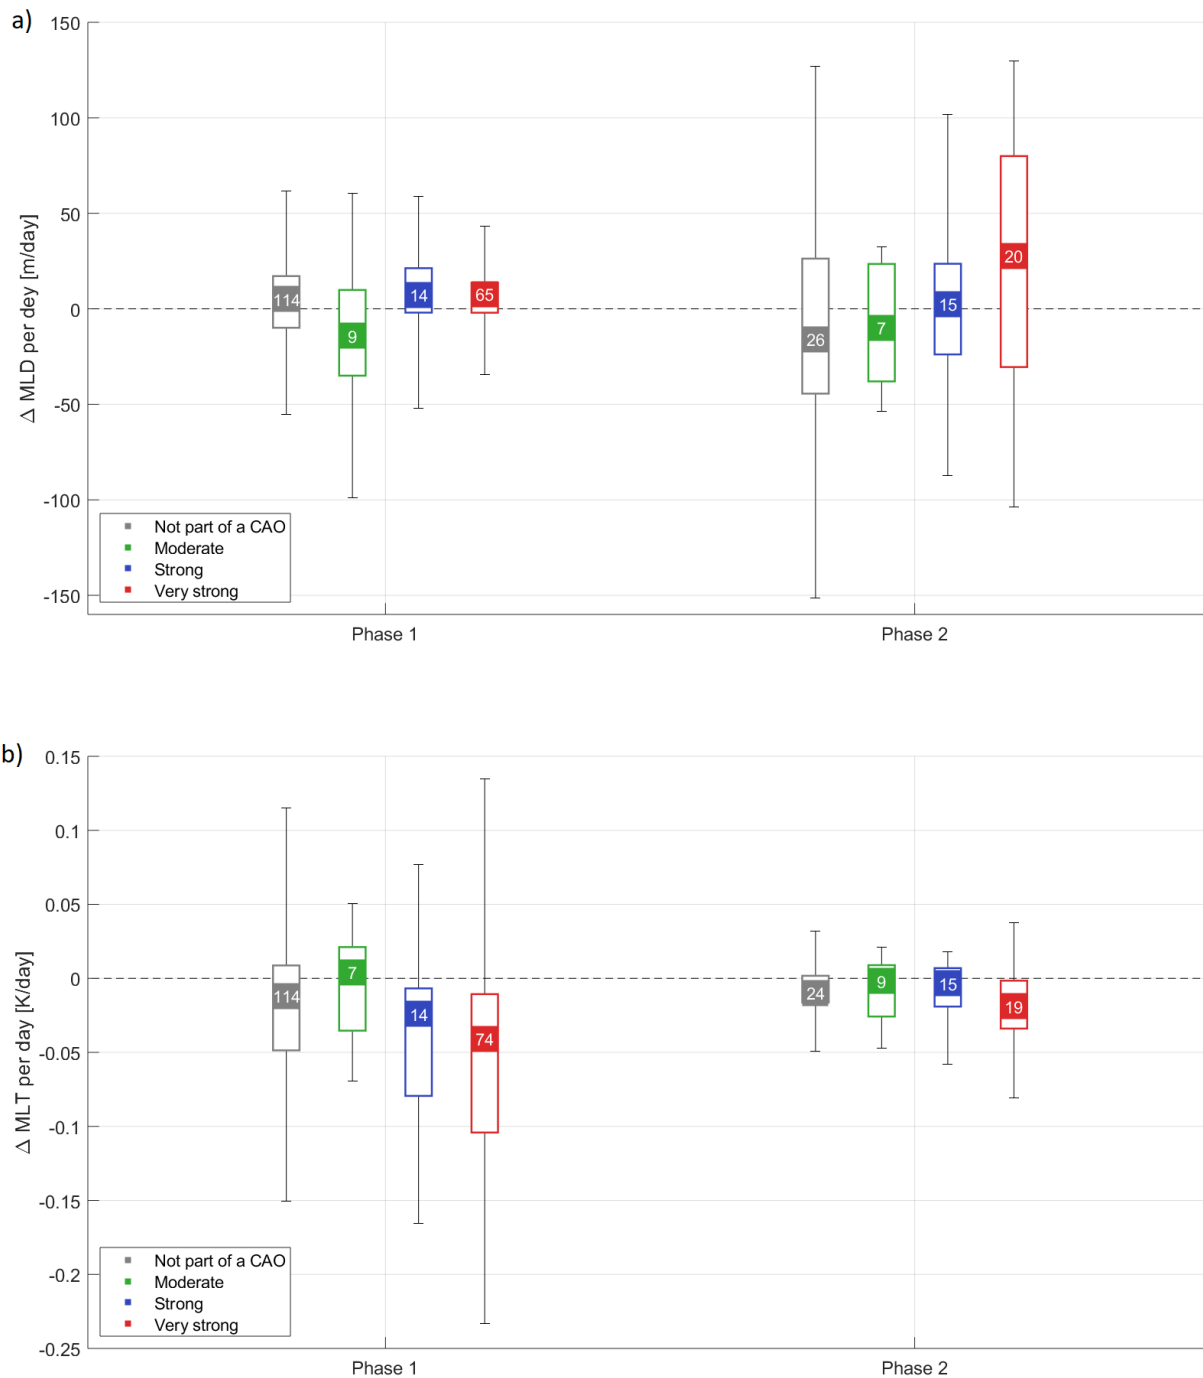 a)
150
100
50
0
-50
-100
-150
Δ MLD per dey [m/day]
114
9
14
65
26
7
15
20
Not part of a CAO
Moderate
Strong
Very strong
Phase 1
Phase 2
b)
0.15
0.1
0.05
0
-0.05
-0.1
-0.15
-0.2
-0.25
Δ MLT per day [K/day]
114
7
14
74
24
9
15
19
Not part of a CAO
Moderate
Strong
Very strong
Phase 1
Phase 2